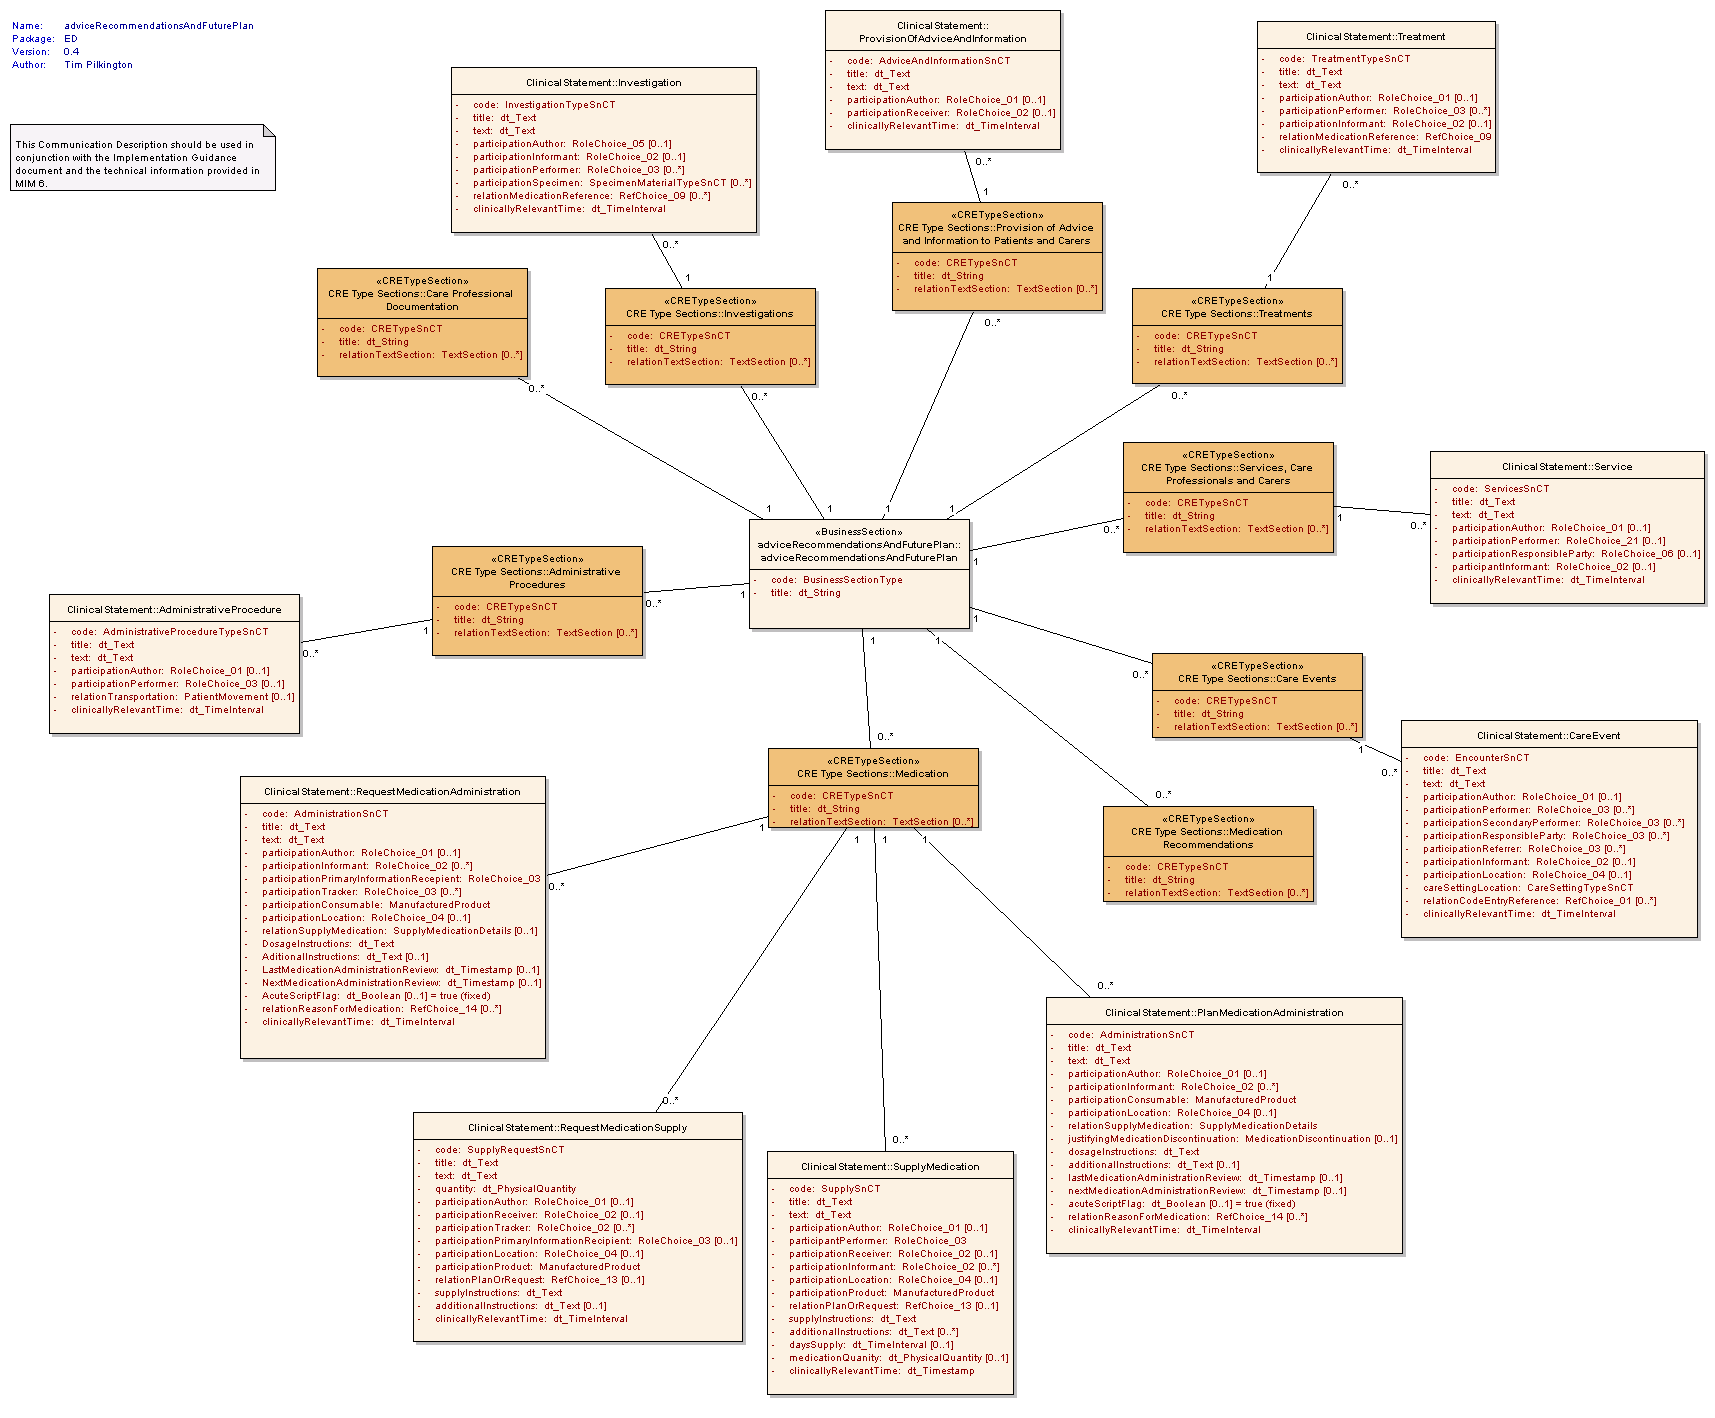 Name: adviceRecommendationsAndFuturePlan
Package: ED
Version: 0.4
Author: Tim Pilkington
This Communication Description should be used in
conjunction with the Implementation Guidance
document and the technical information provided in
MIM 6.
ClinicalStatement::Investigation
- code: InvestigationTypeSnCT
- title: dt_Text
- text: dt_Text
- participationAuthor: RoleChoice_05 [0..1]
- participationInformant: RoleChoice_02 [0..1]
- participationPerformer: RoleChoice_03 [0..*]
- participationSpecimen: SpecimenMaterialTypeSnCT [0..*]
- relationMedicationReference: RefChoice_09 [0..*]
- clinicallyRelevantTime: dt_TimeInterval
0..*
1
ClinicalStatement::
ProvisionOfAdviceAndInformation
- code: AdviceAndInformationSnCT
- title: dt_Text
- text: dt_Text
- participationAuthor: RoleChoice_01 [0..1]
- participationReceiver: RoleChoice_02 [0..1]
- clinicallyRelevantTime: dt_TimeInterval
0..*
1
ClinicalStatement::Treatment
- code: TreatmentTypeSnCT
- title: dt_Text
- text: dt_Text
- participationAuthor: RoleChoice_01 [0..1]
- participationPerformer: RoleChoice_03 [0..*]
- participationInformant: RoleChoice_02 [0..1]
- relationMedicationReference: RefChoice_09
- clinicallyRelevantTime: dt_TimeInterval
0..*
1
«CRETypeSection»
CRE Type Sections::Care Professional
Documentation
- code: CRETypeSnCT
- title: dt_String
- relationTextSection: TextSection [0..*]
0..*
1
«CRETypeSection»
CRE Type Sections::Investigations
- code: CRETypeSnCT
- title: dt_String
- relationTextSection: TextSection [0..*]
0..*
1
«CRETypeSection»
CRE Type Sections::Provision of Advice
and Information to Patients and Carers
- code: CRETypeSnCT
- title: dt_String
- relationTextSection: TextSection [0..*]
0..*
1
«CRETypeSection»
CRE Type Sections::Treatments
- code: CRETypeSnCT
- title: dt_String
- relationTextSection: TextSection [0..*]
0..*
1
«CRETypeSection»
CRE Type Sections::Services, Care
Professionals and Carers
- code: CRETypeSnCT
- title: dt_String
- relationTextSection: TextSection [0..*]
0..*
1
1
0..*
ClinicalStatement::Service
- code: ServicesSnCT
- title: dt_Text
- text: dt_Text
- participationAuthor: RoleChoice_01 [0..1]
- participationPerformer: RoleChoice_21 [0..1]
- participationResponsibleParty: RoleChoice_06 [0..1]
- participantInformant: RoleChoice_02 [0..1]
- clinicallyRelevantTime: dt_TimeInterval
«BusinessSection»
adviceRecommendationsAndFuturePlan::
adviceRecommendationsAndFuturePlan
- code: BusinessSectionType
- title: dt_String
«CRETypeSection»
CRE Type Sections::Administrative
Procedures
- code: CRETypeSnCT
- title: dt_String
- relationTextSection: TextSection [0..*]
0..*
1
1
0..*
ClinicalStatement::AdministrativeProcedure
- code: AdministrativeProcedureTypeSnCT
- title: dt_Text
- text: dt_Text
- participationAuthor: RoleChoice_01 [0..1]
- participationPerformer: RoleChoice_03 [0..1]
- relationTransportation: PatientMovement [0..1]
- clinicallyRelevantTime: dt_TimeInterval
1
0..*
«CRETypeSection»
CRE Type Sections::Care Events
- code: CRETypeSnCT
- title: dt_String
- relationTextSection: TextSection [0..*]
1
0..*
ClinicalStatement::CareEvent
- code: EncounterSnCT
- title: dt_Text
- text: dt_Text
- participationAuthor: RoleChoice_01 [0..1]
- participationPerformer: RoleChoice_03 [0..*]
- participationSecondaryPerformer: RoleChoice_03 [0..*]
- participationResponsibleParty: RoleChoice_03 [0..*]
- participationReferrer: RoleChoice_03 [0..*]
- participationInformant: RoleChoice_02 [0..1]
- participationLocation: RoleChoice_04 [0..1]
- careSettingLocation: CareSettingTypeSnCT
- relationCodeEntryReference: RefChoice_01 [0..*]
- clinicallyRelevantTime: dt_TimeInterval
1
0..*
«CRETypeSection»
CRE Type Sections::Medication
Recommendations
- code: CRETypeSnCT
- title: dt_String
- relationTextSection: TextSection [0..*]
1
0..*
«CRETypeSection»
CRE Type Sections::Medication
- code: CRETypeSnCT
- title: dt_String
- relationTextSection: TextSection [0..*]
1
0..*
1
0..*
1
0..*
1
0..*
ClinicalStatement::RequestMedicationAdministration
- code: AdministrationSnCT
- title: dt_Text
- text: dt_Text
- participationAuthor: RoleChoice_01 [0..1]
- participationInformant: RoleChoice_02 [0..*]
- participationPrimaryInformationRecepient: RoleChoice_03
- participationTracker: RoleChoice_03 [0..*]
- participationConsumable: ManufacturedProduct
- participationLocation: RoleChoice_04 [0..1]
- relationSupplyMedication: SupplyMedicationDetails [0..1]
- DosageInstructions: dt_Text
- AditionalInstructions: dt_Text [0..1]
- LastMedicationAdministrationReview: dt_Timestamp [0..1]
- NextMedicationAdministrationReview: dt_Timestamp [0..1]
- AcuteScriptFlag: dt_Boolean [0..1] = true (fixed)
- relationReasonForMedication: RefChoice_14 [0..*]
- clinicallyRelevantTime: dt_TimeInterval
ClinicalStatement::PlanMedicationAdministration
- code: AdministrationSnCT
- title: dt_Text
- text: dt_Text
- participationAuthor: RoleChoice_01 [0..1]
- participationInformant: RoleChoice_02 [0..*]
- participationConsumable: ManufacturedProduct
- participationLocation: RoleChoice_04 [0..1]
- relationSupplyMedication: SupplyMedicationDetails
- justifyingMedicationDiscontinuation: MedicationDiscontinuation [0..1]
- dosageInstructions: dt_Text
- additionalInstructions: dt_Text [0..1]
- lastMedicationAdministrationReview: dt_Timestamp [0..1]
- nextMedicationAdministrationReview: dt_Timestamp [0..1]
- acuteScriptFlag: dt_Boolean [0..1] = true (fixed)
- relationReasonForMedication: RefChoice_14 [0..*]
- clinicallyRelevantTime: dt_TimeInterval
ClinicalStatement::RequestMedicationSupply
- code: SupplyRequestSnCT
- title: dt_Text
- text: dt_Text
- quantity: dt_PhysicalQuantity
- participationAuthor: RoleChoice_01 [0..1]
- participationReceiver: RoleChoice_02 [0..1]
- participationTracker: RoleChoice_02 [0..*]
- participationPrimaryInformationRecipient: RoleChoice_03 [0..1]
- participationLocation: RoleChoice_04 [0..1]
- participationProduct: ManufacturedProduct
- relationPlanOrRequest: RefChoice_13 [0..1]
- supplyInstructions: dt_Text
- additionalInstructions: dt_Text [0..1]
- clinicallyRelevantTime: dt_TimeInterval
ClinicalStatement::SupplyMedication
- code: SupplySnCT
- title: dt_Text
- text: dt_Text
- participationAuthor: RoleChoice_01 [0..1]
- participantPerformer: RoleChoice_03
- participationReceiver: RoleChoice_02 [0..1]
- participationInformant: RoleChoice_02 [0..*]
- participationLocation: RoleChoice_04 [0..1]
- participationProduct: ManufacturedProduct
- relationPlanOrRequest: RefChoice_13 [0..1]
- supplyInstructions: dt_Text
- additionalInstructions: dt_Text [0..*]
- daysSupply: dt_TimeInterval [0..1]
- medicationQuanity: dt_PhysicalQuantity [0..1]
- clinicallyRelevantTime: dt_Timestamp